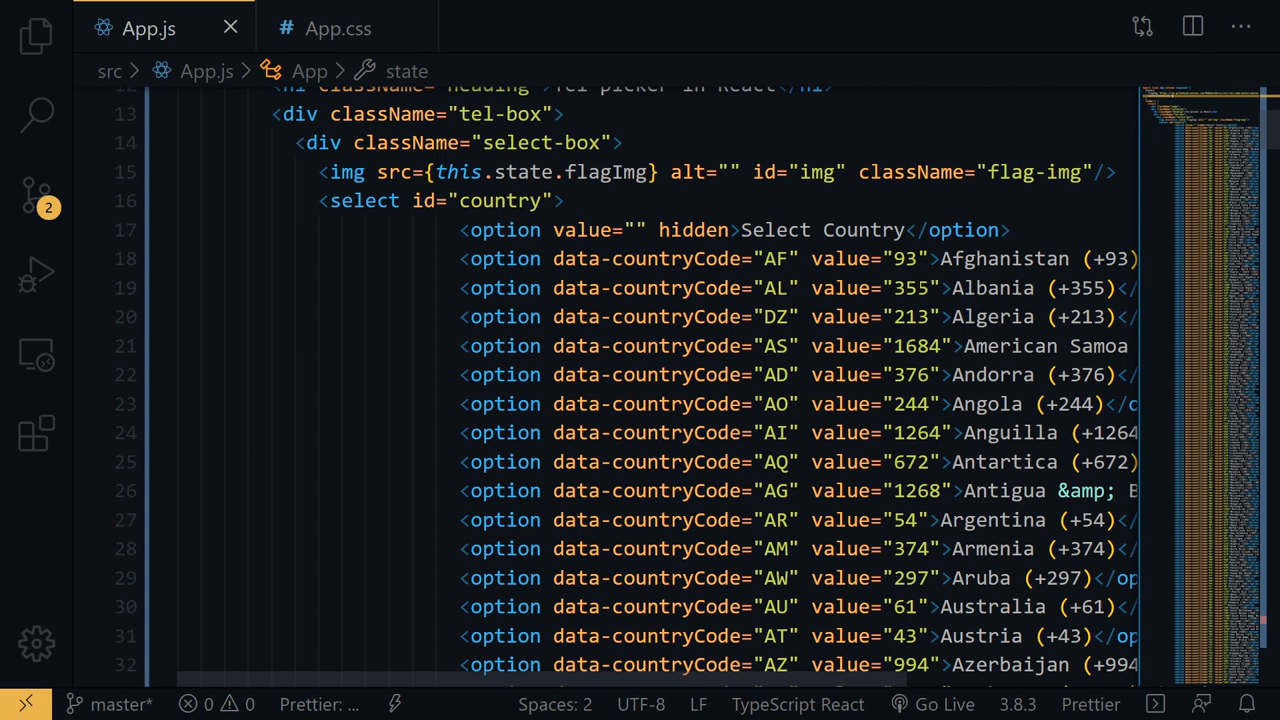 App.js
# App.css
src > App.js > App > state
12 <h1 className="heading">Tel picker in React</h1>
13 <div className="tel-box">
14 <div className="select-box">
15 <img src={this.state.flagImg} alt="" id="img" className="flag-img"/>
16 <select id="country">
17 <option value="" hidden>Select Country</option>
18 <option data-countryCode="AF" value="93">Afghanistan (+93)
19 <option data-countryCode="AL" value="355">Albania (+355)</
20 <option data-countryCode="DZ" value="213">Algeria (+213)</
21 <option data-countryCode="AS" value="1684">American Samoa
22 <option data-countryCode="AD" value="376">Andorra (+376)</
23 <option data-countryCode="AO" value="244">Angola (+244)</o
24 <option data-countryCode="AI" value="1264">Anguilla (+1264
25 <option data-countryCode="AQ" value="672">Antartica (+672)
26 <option data-countryCode="AG" value="1268">Antigua &amp; B
27 <option data-countryCode="AR" value="54">Argentina (+54)</
28 <option data-countryCode="AM" value="374">Armenia (+374)</
29 <option data-countryCode="AW" value="297">Aruba (+297)</op
30 <option data-countryCode="AU" value="61">Australia (+61)</
31 <option data-countryCode="AT" value="43">Austria (+43)</op
32 <option data-countryCode="AZ" value="994">Azerbaijan (+994
2
master* 0 0 Prettier: ... Spaces: 2 UTF-8 LF TypeScript React Go Live 3.8.3 Prettier